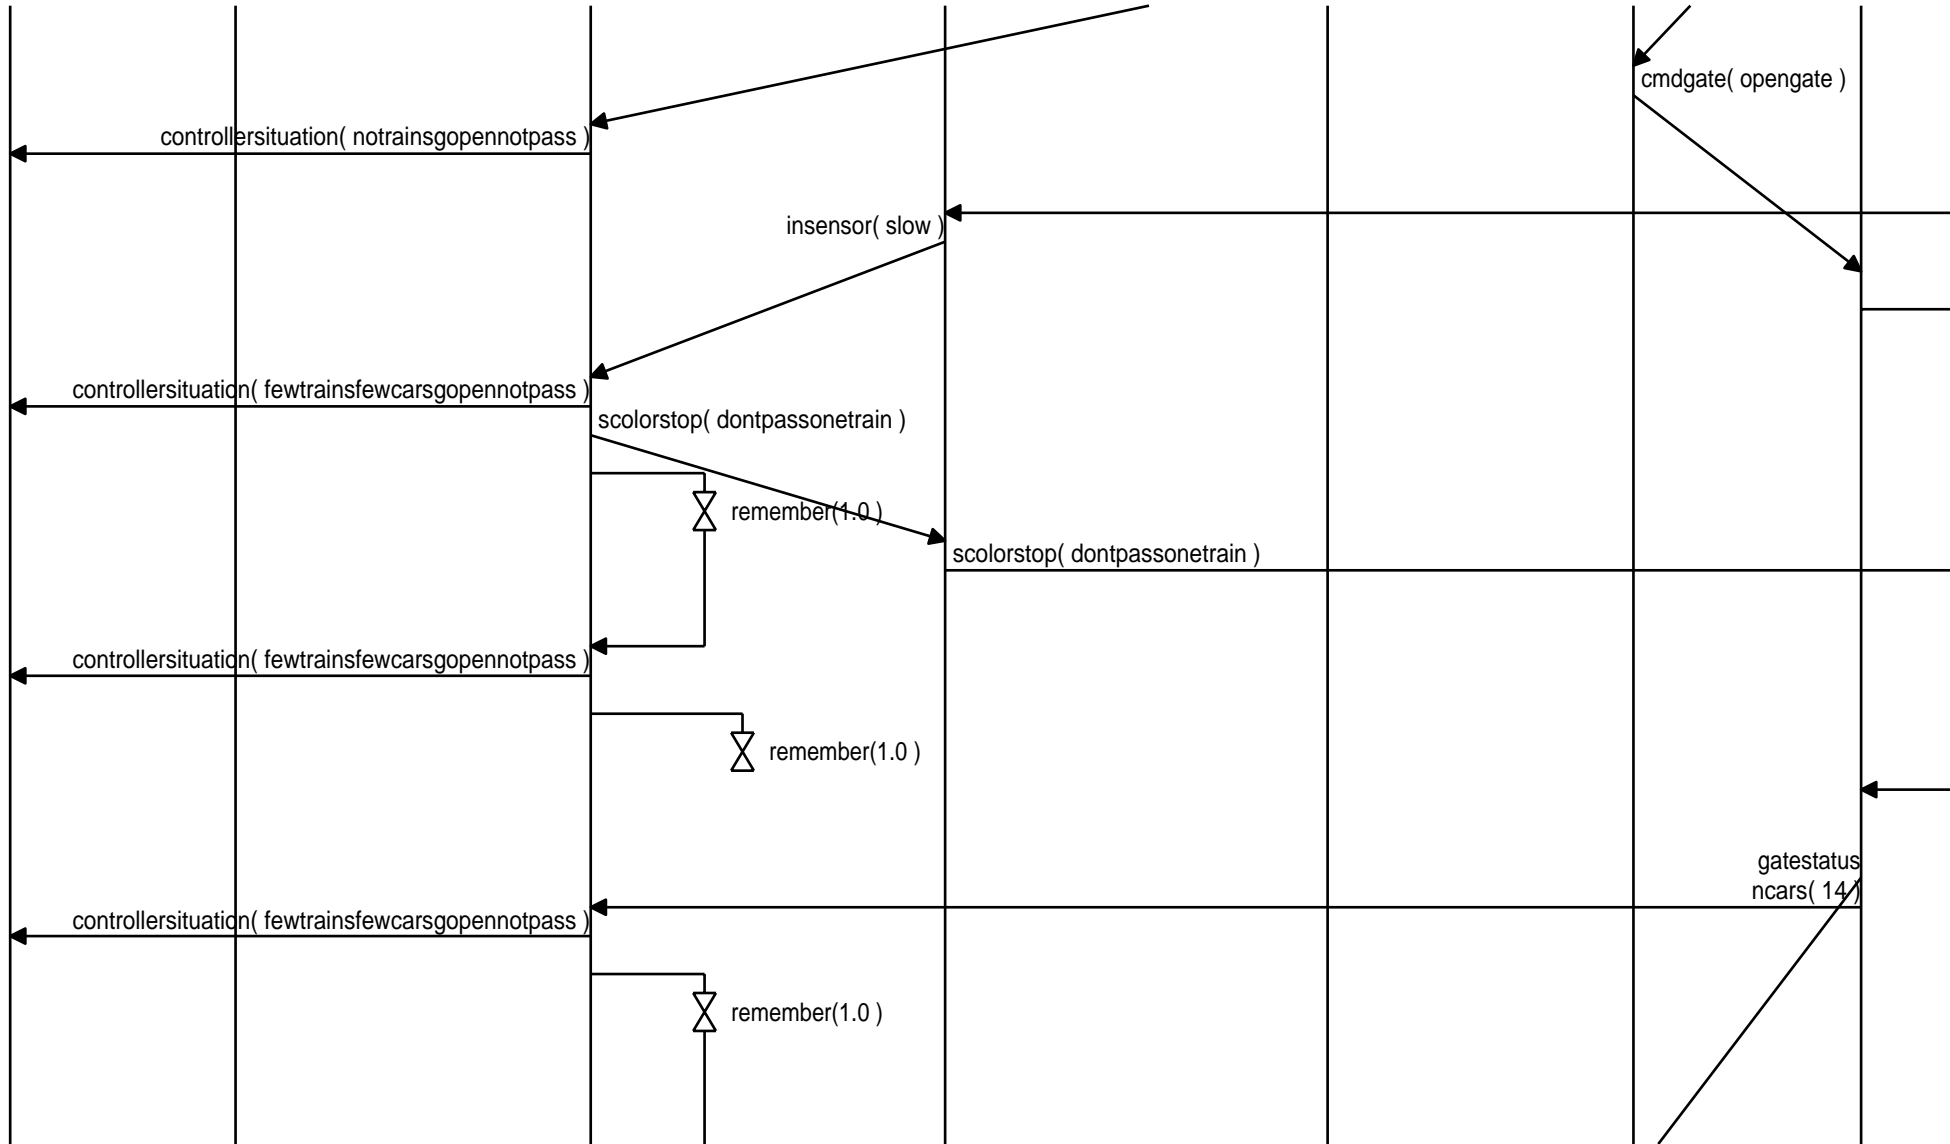 cmdgate( opengate )
controllersituation( notrainsgopennotpass )
insensor( slow )
controllersituation( fewtrainsfewcarsgopennotpass )
scolorstop( dontpassonetrain )
remember(1.0 )
scolorstop( dontpassonetrain )
controllersituation( fewtrainsfewcarsgopennotpass )
remember(1.0 )
gatestatus
ncars( 14 )
controllersituation( fewtrainsfewcarsgopennotpass )
remember(1.0 )